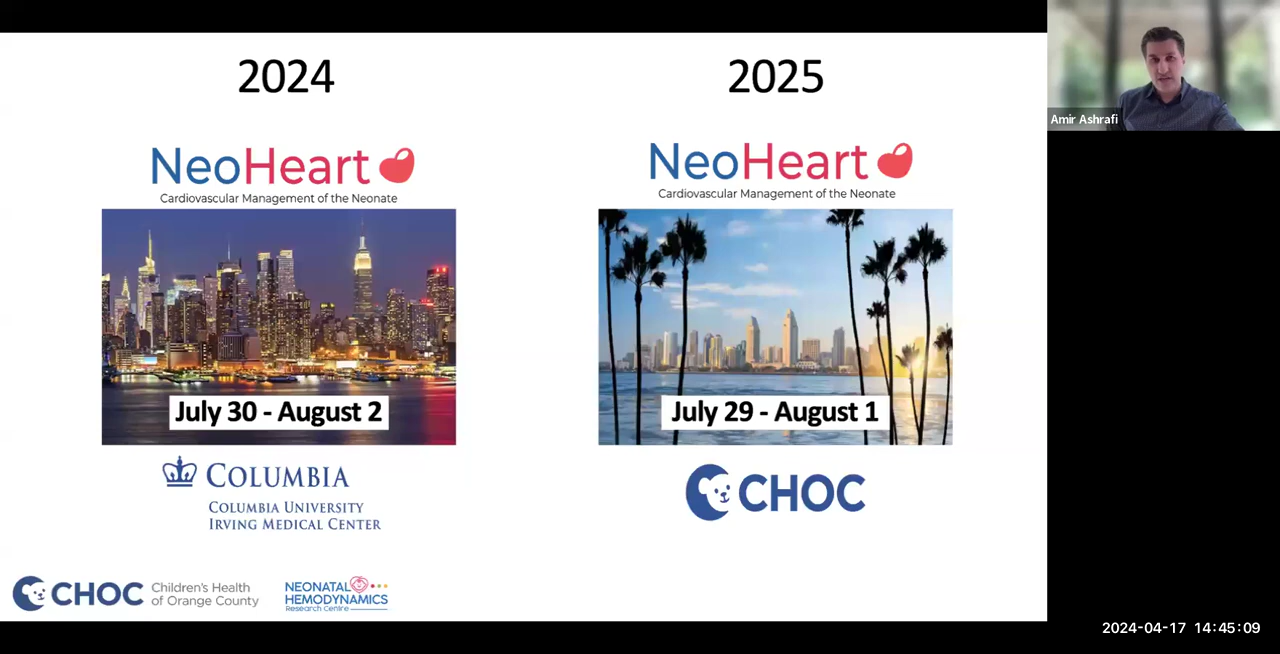 2024
NeoHeart
Cardiovascular Management of the Neonate
July 30 - August 2
COLUMBIA
COLUMBIA UNIVERSITY
IRVING MEDICAL CENTER
2025
NeoHeart
Cardiovascular Management of the Neonate
July 29 - August 1
CHOC
CHOC
Children's Health
of Orange County
NEONATAL
HEMODYNAMICS
Research Centre
Amir Ashrafi
2024-04-17 14:45:09